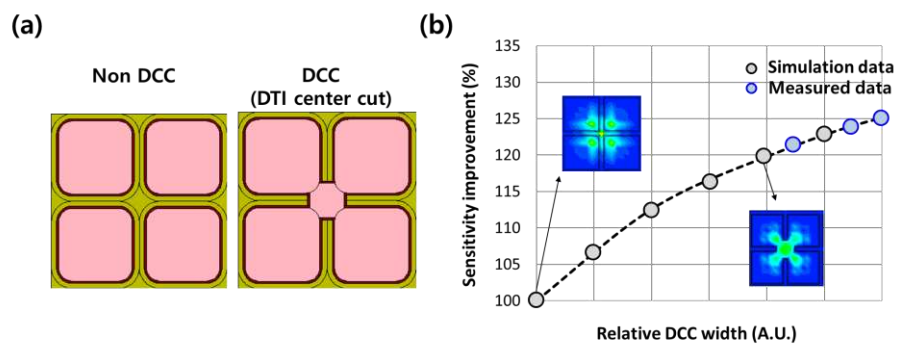 (a)
Non DCC
DCC
(DTI center cut)
(b)
Sensitivity improvement (%)
135
130
125
120
115
110
105
100
Simulation data
Measured data
Relative DCC width (A.U.)